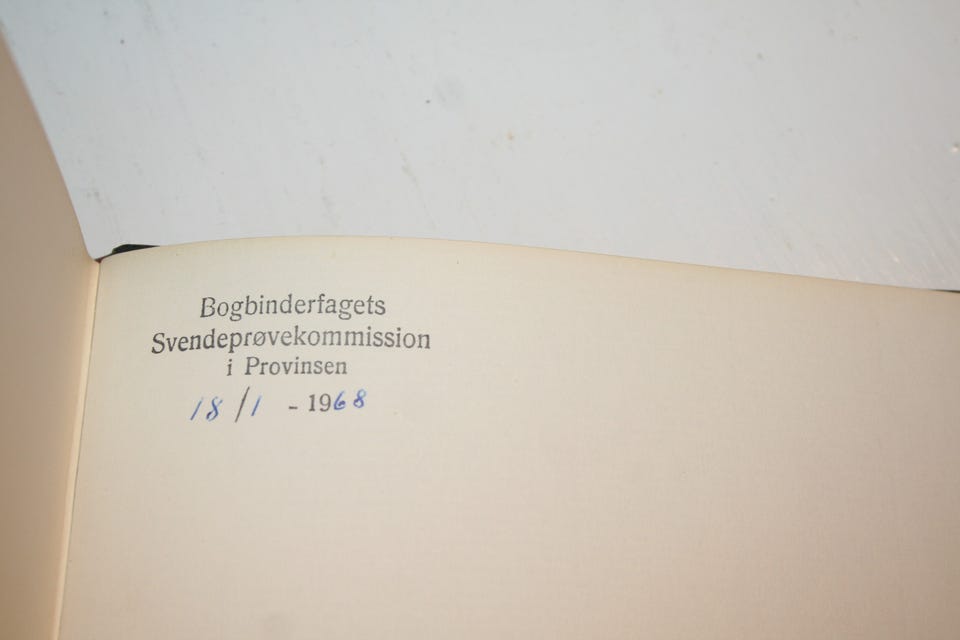 Bogbinderfagets
Svendeprøvekommission
i Provinsen
18/1 - 1968